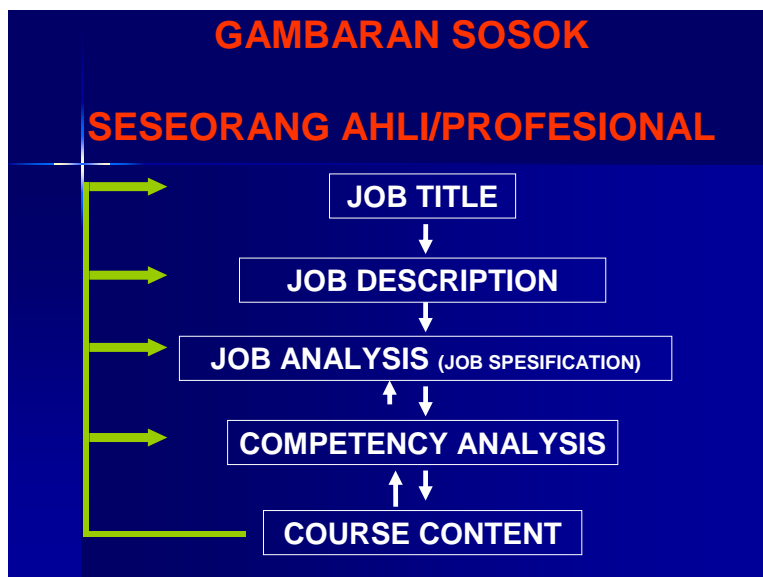 GAMBARAN SOSOK
SESEORANG AHLI/PROFESIONAL
JOB TITLE
JOB DESCRIPTION
JOB ANALYSIS (JOB SPESIFICATION)
COMPETENCY ANALYSIS
COURSE CONTENT